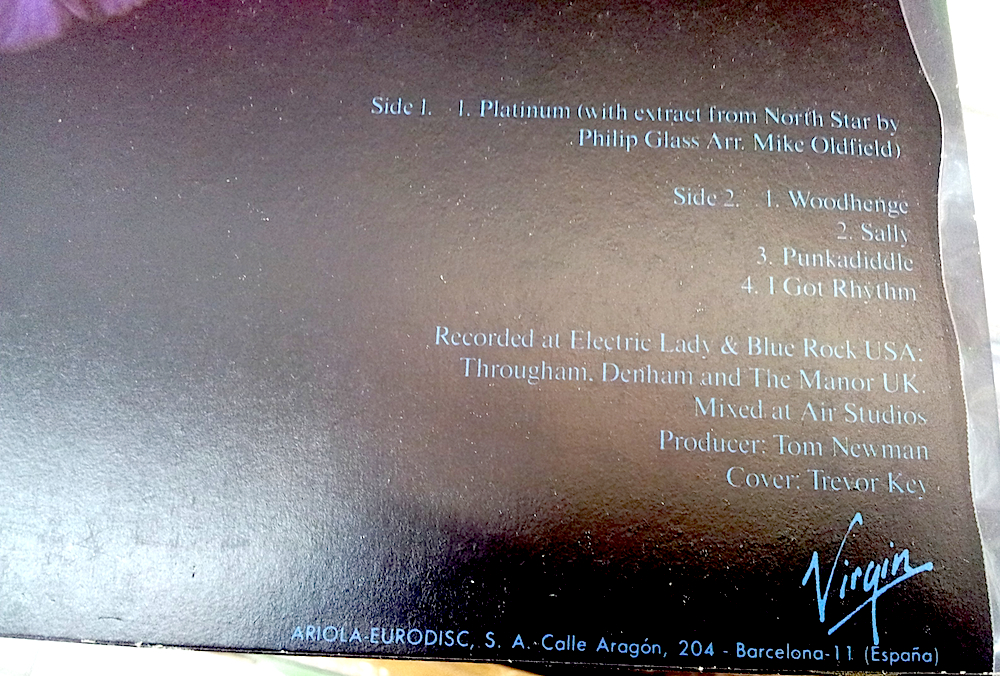 Side 1. 1. Platinum (with extract from North Star by
Philip Glass Arr. Mike Oldfield)
Side 2. 1. Woodhenge
2. Sally
3. Punkadiddle
4. I Got Rhythm
Recorded at Electric Lady & Blue Rock USA:
Througham, Denham and The Manor UK.
Mixed at Air Studios
Producer: Tom Newman
Cover: Trevor Key
Virgin
ARIOLA-EURODISC, S. A. Calle Aragón, 204 - Barcelona-11 (España)